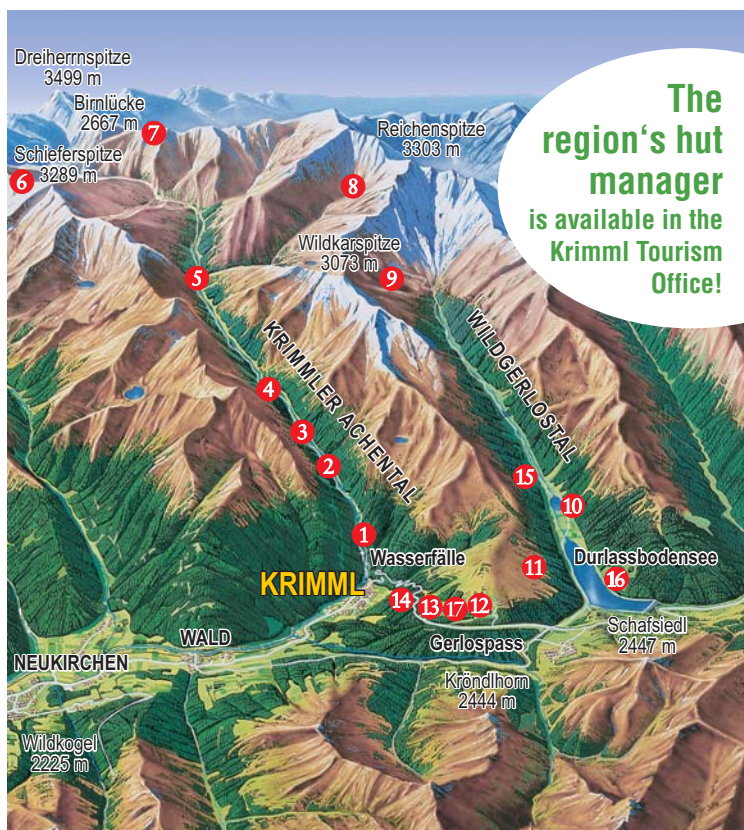 Dreiherrnspitze
3499 m
Birnlücke
2667 m
7
Schieferspitze
3289 m
6
Reichenspitze
3303 m
8
The
region‘s hut
manager
is available in the
Krimml Tourism
Office!
Wildkarspitze
3073 m
9
5
KRIMMLER ACHENTAL
WILDGERLOSTAL
4
3
2
15
10
1
Wasserfälle
Durlassbodensee
11
16
KRIMML
14
13
17
12
Schafsiedl
2447 m
WALD
Gerlospass
NEUKIRCHEN
Kröndlhorn
2444 m
Wildkogel
2225 m